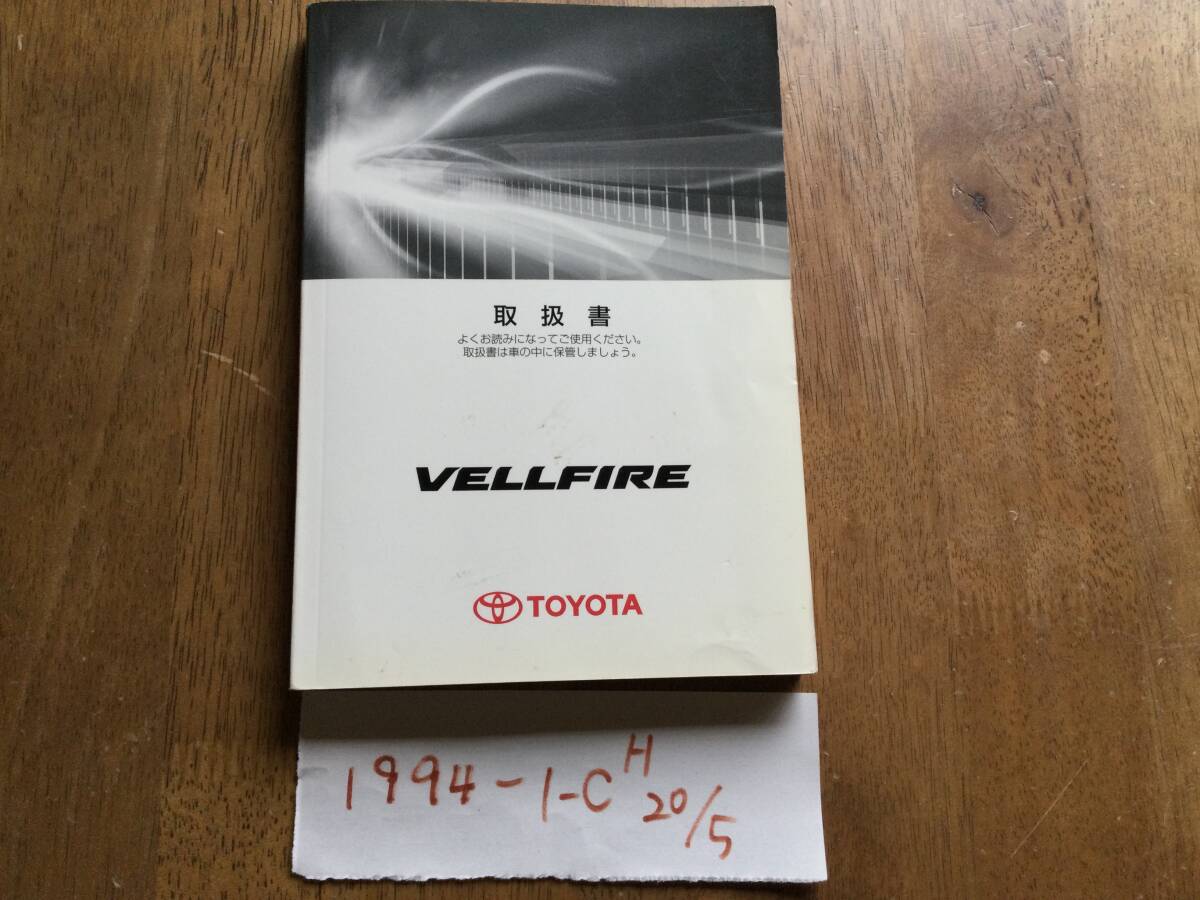 取扱書
よくお読みになってご使用ください。
取扱書は車の中に保管しましょう。
VELLFIRE
TOYOTA
1994-1-C H20/5